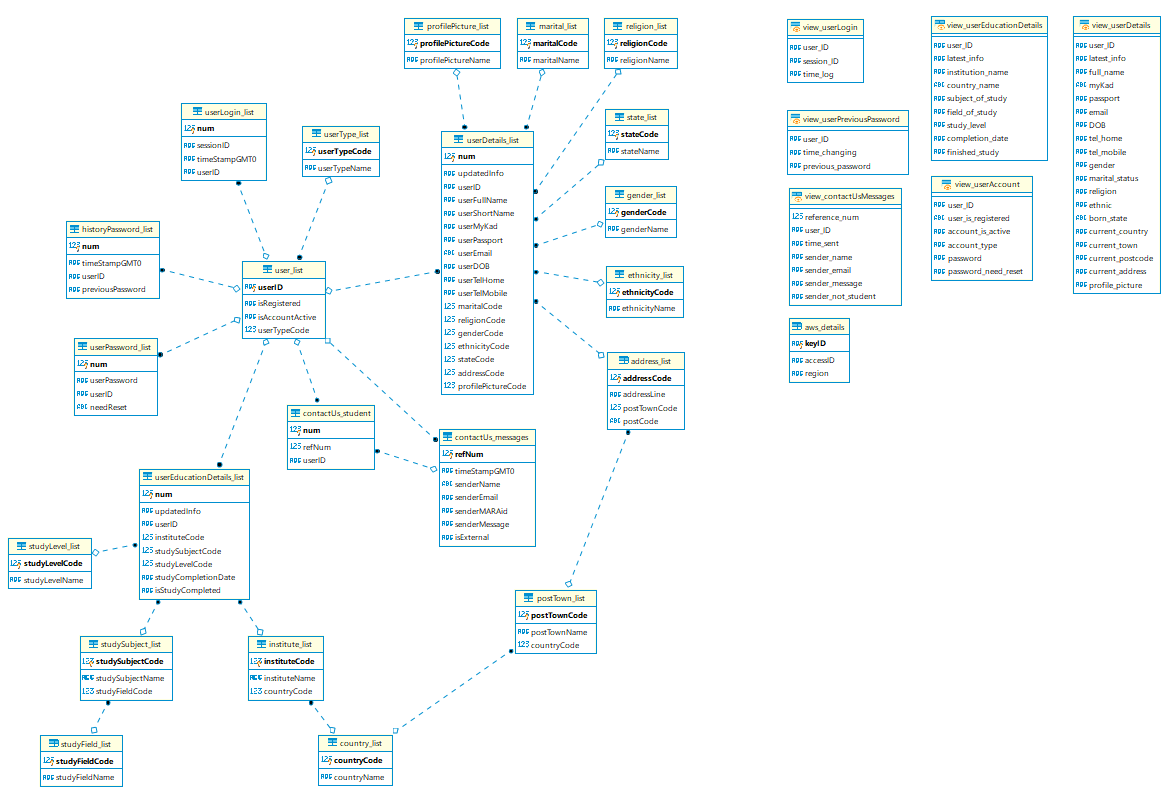 profilePicture_list
profilePictureCode
profilePictureName
marital_list
maritalCode
maritalName
religion_list
religionCode
religionName
userLogin_list
num
sessionID
timeStampGMT0
userID
userType_list
userTypeCode
userTypeName
userDetails_list
num
updatedInfo
userID
userFullName
userShortName
userMyKad
userPassport
userEmail
userDOB
userTelHome
userTelMobile
maritalCode
religionCode
genderCode
ethnicityCode
stateCode
addressCode
profilePictureCode
state_list
stateCode
stateName
gender_list
genderCode
genderName
historyPassword_list
num
timeStampGMT0
userID
previousPassword
user_list
userID
isRegistered
isAccountActive
userTypeCode
ethnicity_list
ethnicityCode
ethnicityName
userPassword_list
num
userPassword
userID
needReset
address_list
addressCode
addressLine
postTownCode
postCode
contactUs_student
num
refNum
userID
contactUs_messages
refNum
timeStampGMT0
senderName
senderEmail
senderMARAid
senderMessage
isExternal
userEducationDetails_list
num
updatedInfo
userID
instituteCode
studySubjectCode
studyLevelCode
studyCompletionDate
isStudyCompleted
studyLevel_list
studyLevelCode
studyLevelName
postTown_list
postTownCode
postTownName
countryCode
studySubject_list
studySubjectCode
studySubjectName
studyFieldCode
institute_list
instituteCode
instituteName
countryCode
studyField_list
studyFieldCode
studyFieldName
country_list
countryCode
countryName
view_userLogin
user_ID
session_ID
time_log
view_userPreviousPassword
user_ID
time_changing
previous_password
view_contactUsMessages
reference_num
user_ID
time_sent
sender_name
sender_email
sender_message
sender_not_student
aws_details
keyID
accessID
region
view_userEducationDetails
user_ID
latest_info
institution_name
country_name
subject_of_study
field_of_study
study_level
completion_date
finished_study
view_userAccount
user_ID
user_is_registered
account_is_active
account_type
password
password_need_reset
view_userDetails
user_ID
latest_info
full_name
myKad
passport
email
DOB
tel_home
tel_mobile
gender
marital_status
religion
ethnic
born_state
current_country
current_town
current_postcode
current_address
profile_picture